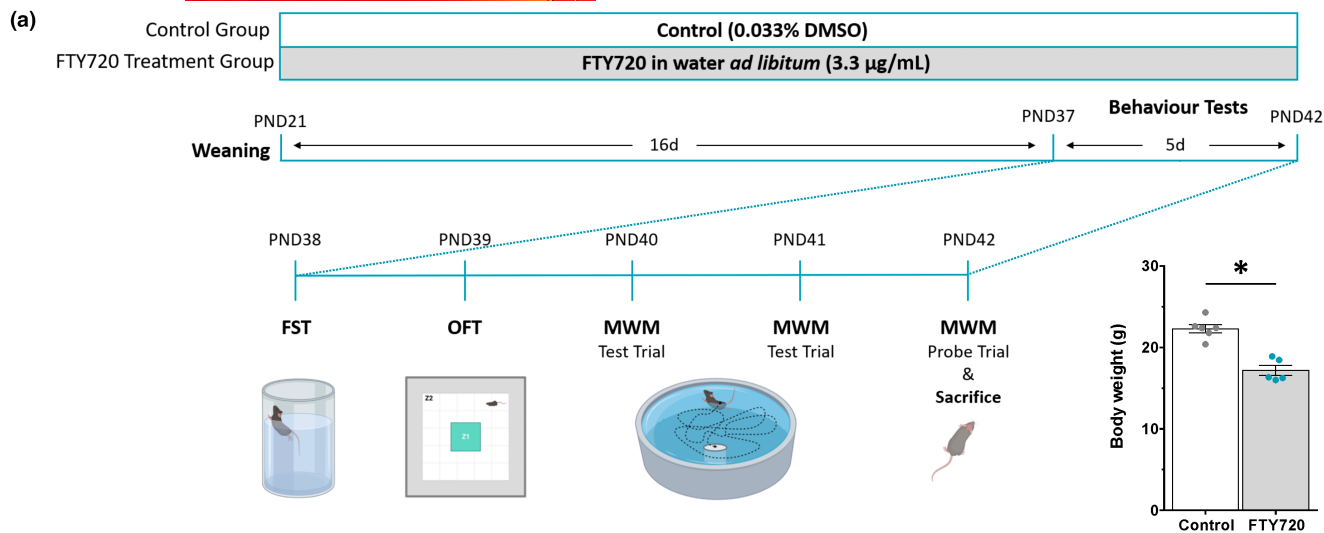 (a)
Control Group
Control (0.033% DMSO)
FTY720 Treatment Group
FTY720 in water ad libitum (3.3 µg/mL)
Behaviour Tests
PND21
PND37
PND42
Weaning
16d
5d
PND38
PND39
PND40
PND41
PND42
FST
OFT
MWM
MWM
MWM
Test Trial
Test Trial
Probe Trial
&
Sacrifice
Z2
Z1
Body weight (g)
30
20
10
0
*
Control
FTY720